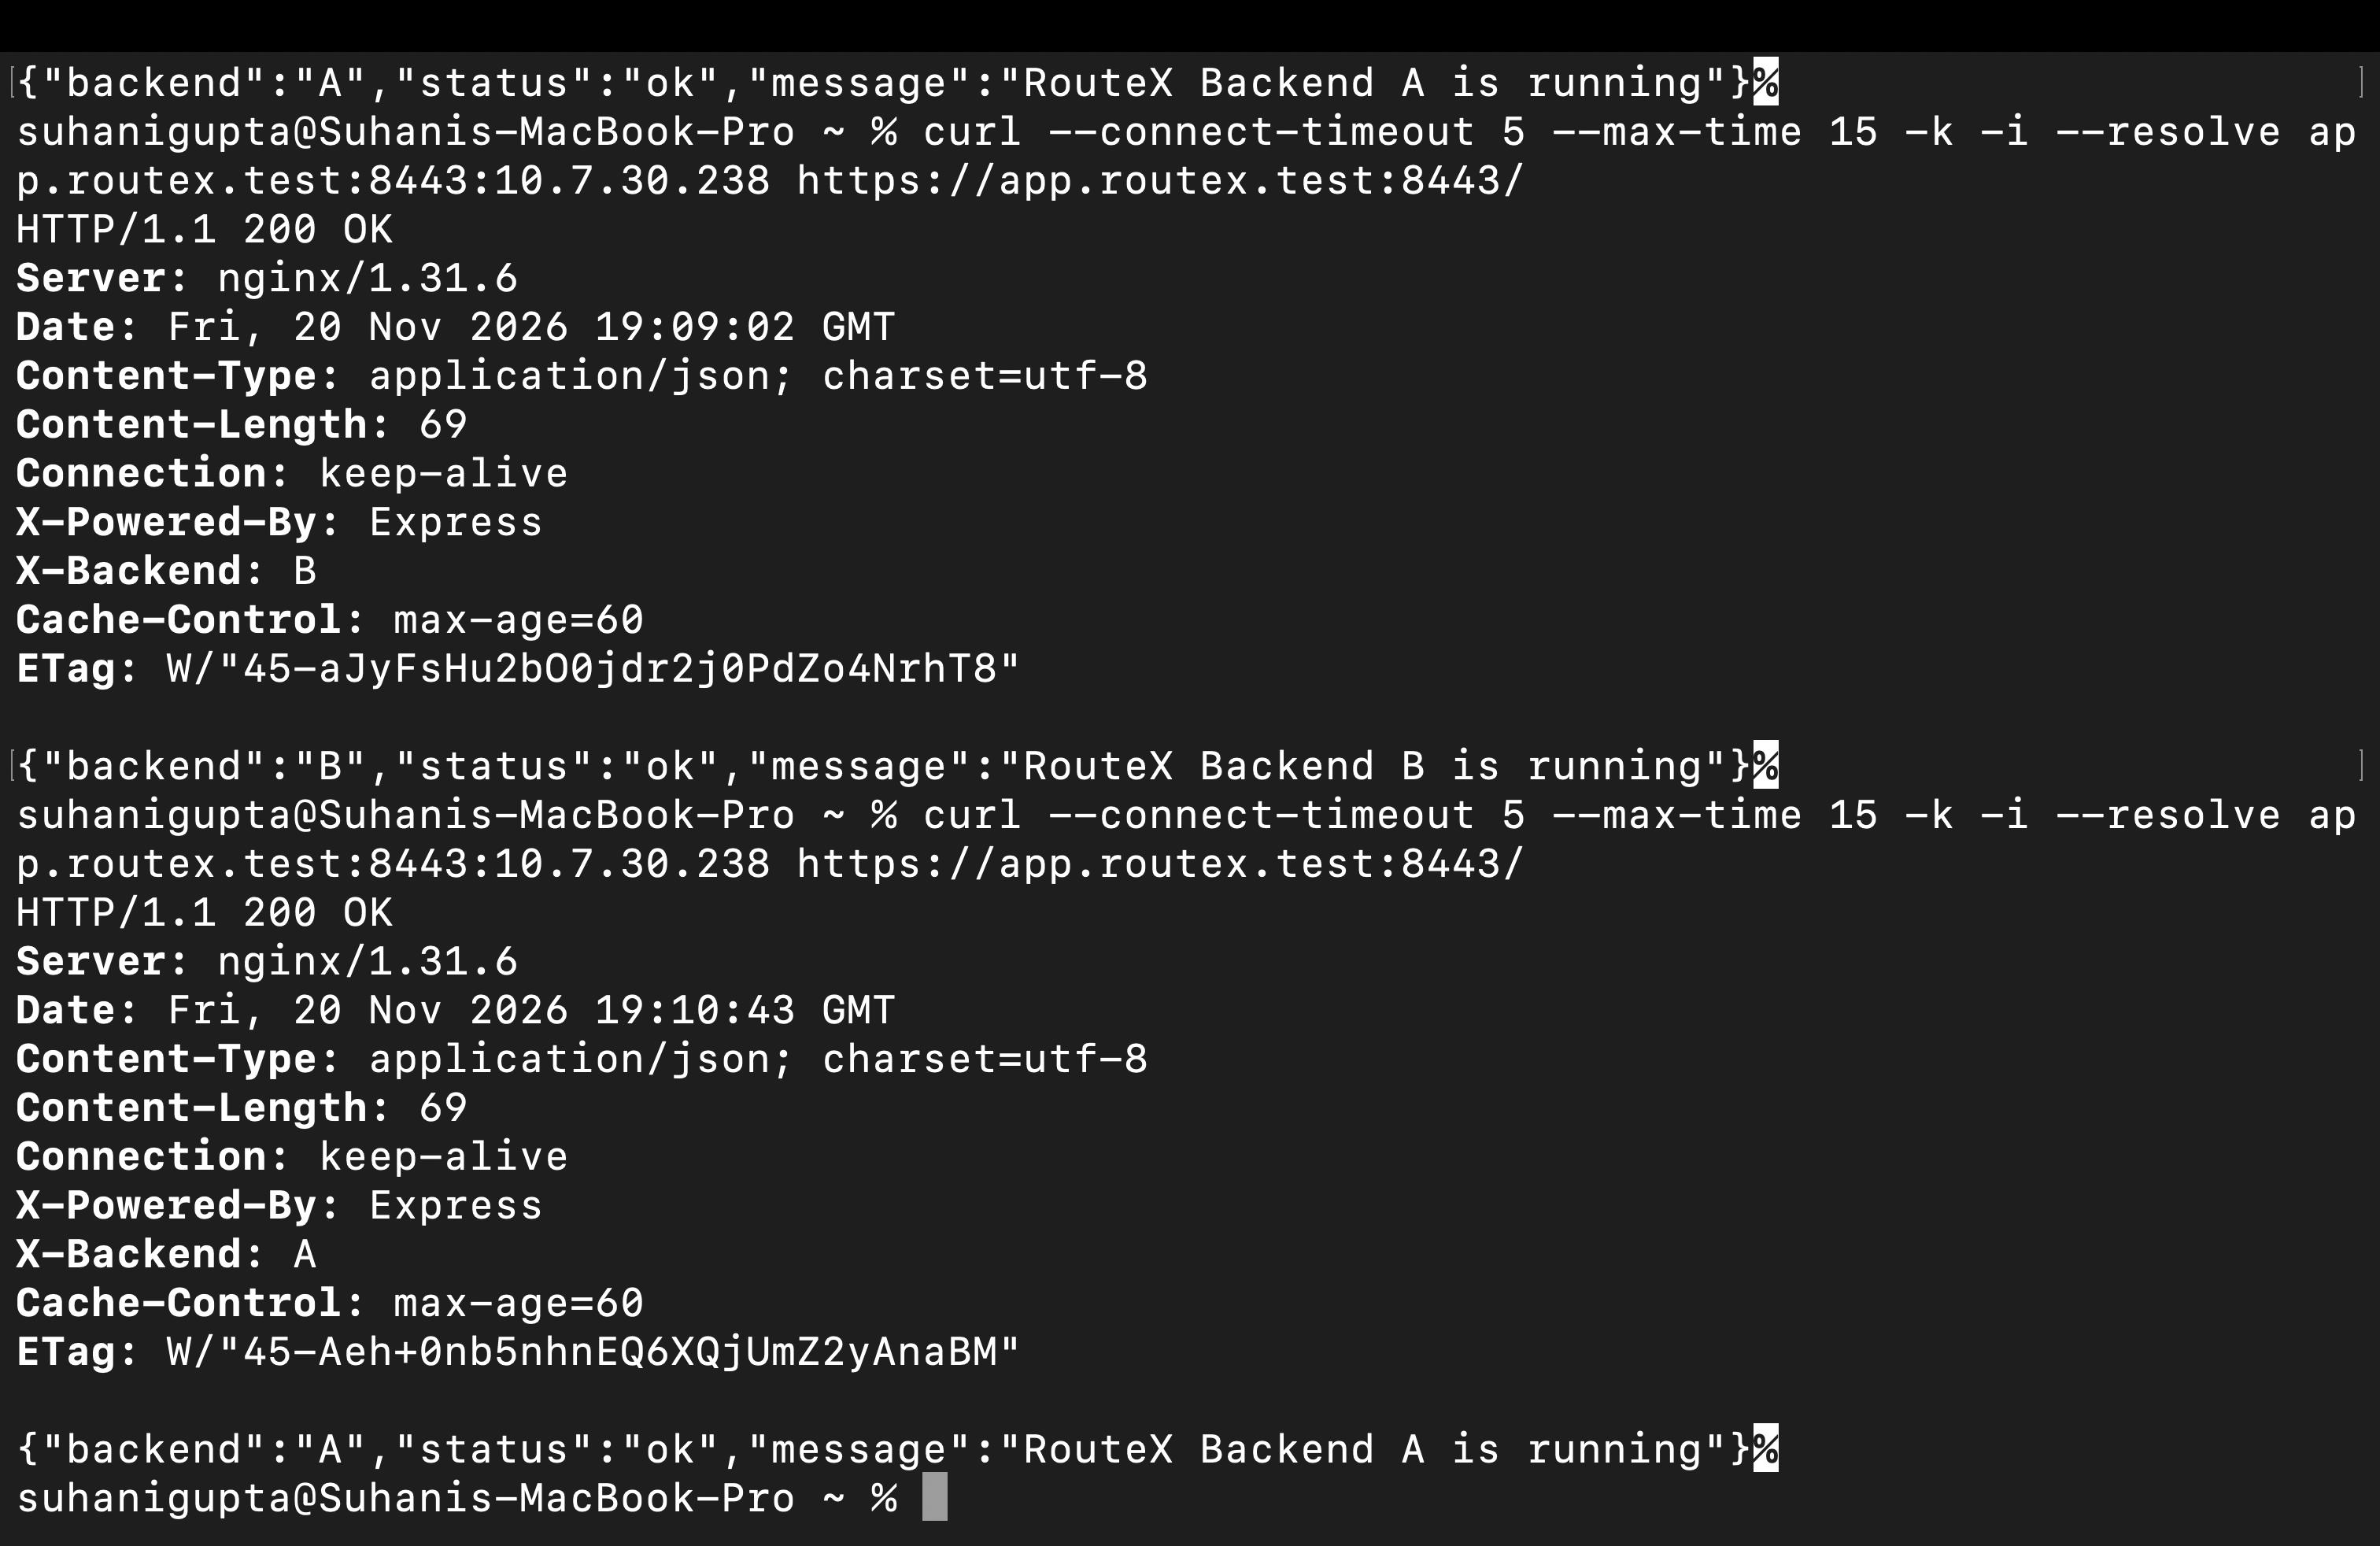 [{"backend":"A","status":"ok","message":"RouteX Backend A is running"}% ]
suhanigupta@Suhanis-MacBook-Pro ~ % curl --connect-timeout 5 --max-time 15 -k -i --resolve ap
p.routex.test:8443:10.7.30.238 https://app.routex.test:8443/
HTTP/1.1 200 OK
Server: nginx/1.31.6
Date: Fri, 20 Nov 2026 19:09:02 GMT
Content-Type: application/json; charset=utf-8
Content-Length: 69
Connection: keep-alive
X-Powered-By: Express
X-Backend: B
Cache-Control: max-age=60
ETag: W/"45-aJyFsHu2bO0jdr2j0PdZo4NrhT8"

[{"backend":"B","status":"ok","message":"RouteX Backend B is running"}% ]
suhanigupta@Suhanis-MacBook-Pro ~ % curl --connect-timeout 5 --max-time 15 -k -i --resolve ap
p.routex.test:8443:10.7.30.238 https://app.routex.test:8443/
HTTP/1.1 200 OK
Server: nginx/1.31.6
Date: Fri, 20 Nov 2026 19:10:43 GMT
Content-Type: application/json; charset=utf-8
Content-Length: 69
Connection: keep-alive
X-Powered-By: Express
X-Backend: A
Cache-Control: max-age=60
ETag: W/"45-Aeh+0nb5nhnEQ6XQjUmZ2yAnaBM"

{"backend":"A","status":"ok","message":"RouteX Backend A is running"}%
suhanigupta@Suhanis-MacBook-Pro ~ %